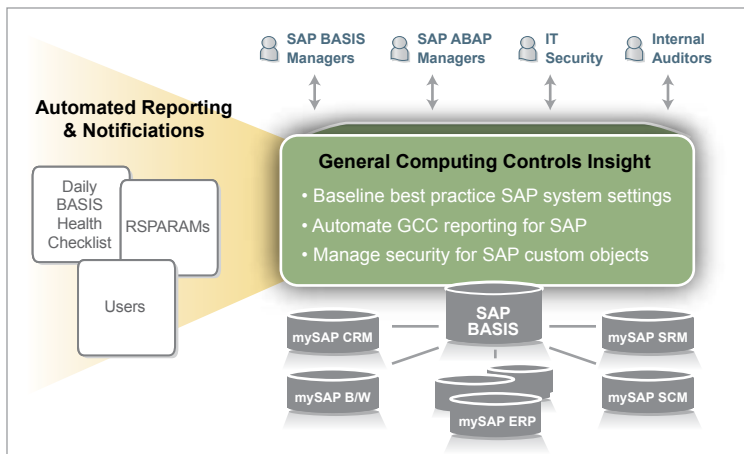 SAP BASIS
Managers
SAP ABAP
Managers
IT
Security
Internal
Auditors
Automated Reporting
& Notificiations
Daily
BASIS
Health
Checklist
RSPARAMs
Users
General Computing Controls Insight
• Baseline best practice SAP system settings
• Automate GCC reporting for SAP
• Manage security for SAP custom objects
SAP
BASIS
mySAP CRM
mySAP SRM
mySAP B/W
mySAP ERP
mySAP SCM